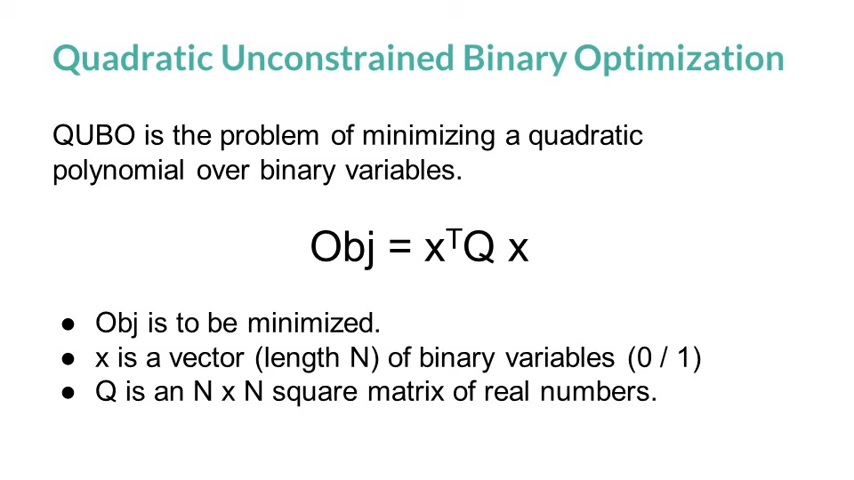 Quadratic Unconstrained Binary Optimization
QUBO is the problem of minimizing a quadratic
polynomial over binary variables.
Obj = xᵀQ x
● Obj is to be minimized.
● x is a vector (length N) of binary variables (0 / 1)
● Q is an N x N square matrix of real numbers.